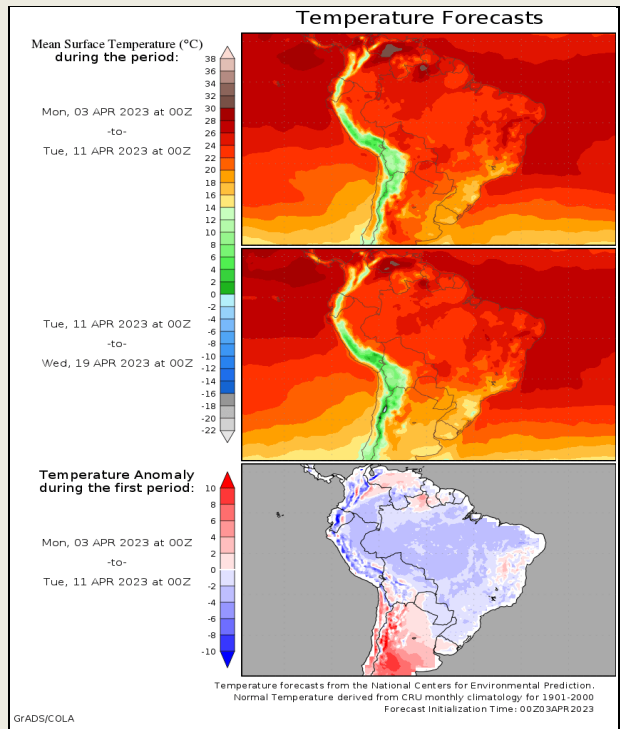 Temperature Forecasts
Mean Surface Temperature (°C)
during the period:
Mon, 03 APR 2023 at 00Z
-to-
Tue, 11 APR 2023 at 00Z
38
36
34
32
30
28
26
24
22
20
18
16
14
12
10
8
6
4
2
0
-2
-4
-6
-8
-10
-12
-14
-16
-18
-20
-22
Tue, 11 APR 2023 at 00Z
-to-
Wed, 19 APR 2023 at 00Z
Temperature Anomaly
during the first period:
Mon, 03 APR 2023 at 00Z
-to-
Tue, 11 APR 2023 at 00Z
10
8
6
4
2
0
-2
-4
-6
-8
-10
Temperature forecasts from the National Centers for Environmental Prediction.
Normal Temperature derived from CRU monthly climatology for 1901-2000
Forecast Initialization Time: 00Z03APR2023
GrADS/COLA